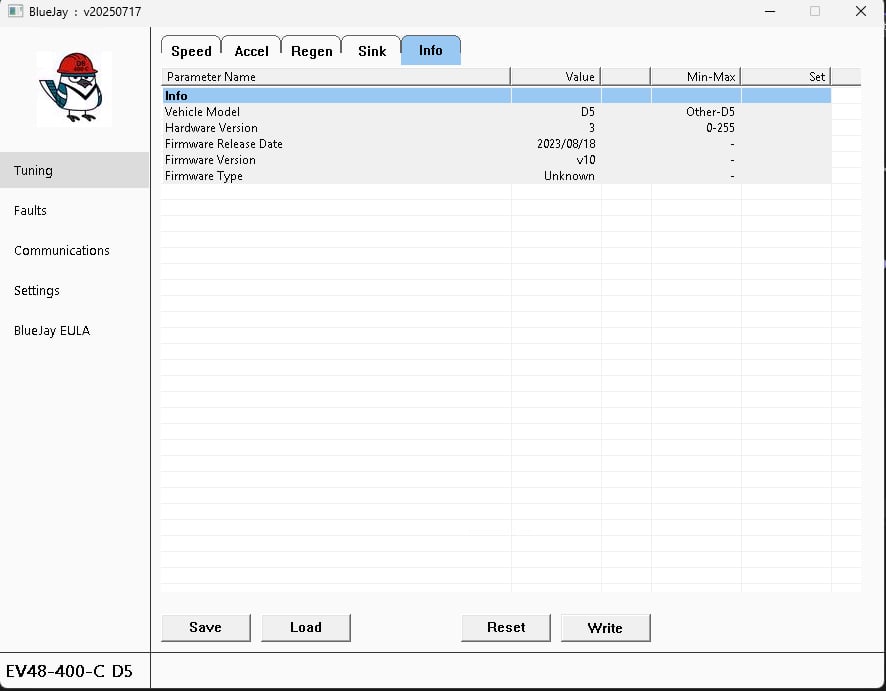 BlueJay : v20250717
D5
400-C
Speed Accel Regen Sink Info
Parameter Name Value Min-Max Set
Info
Vehicle Model D5 Other-D5
Hardware Version 3 0-255
Firmware Release Date 2023/08/18 -
Firmware Version v10 -
Firmware Type Unknown -
Tuning
Faults
Communications
Settings
BlueJay EULA
Save Load Reset Write
EV48-400-C D5